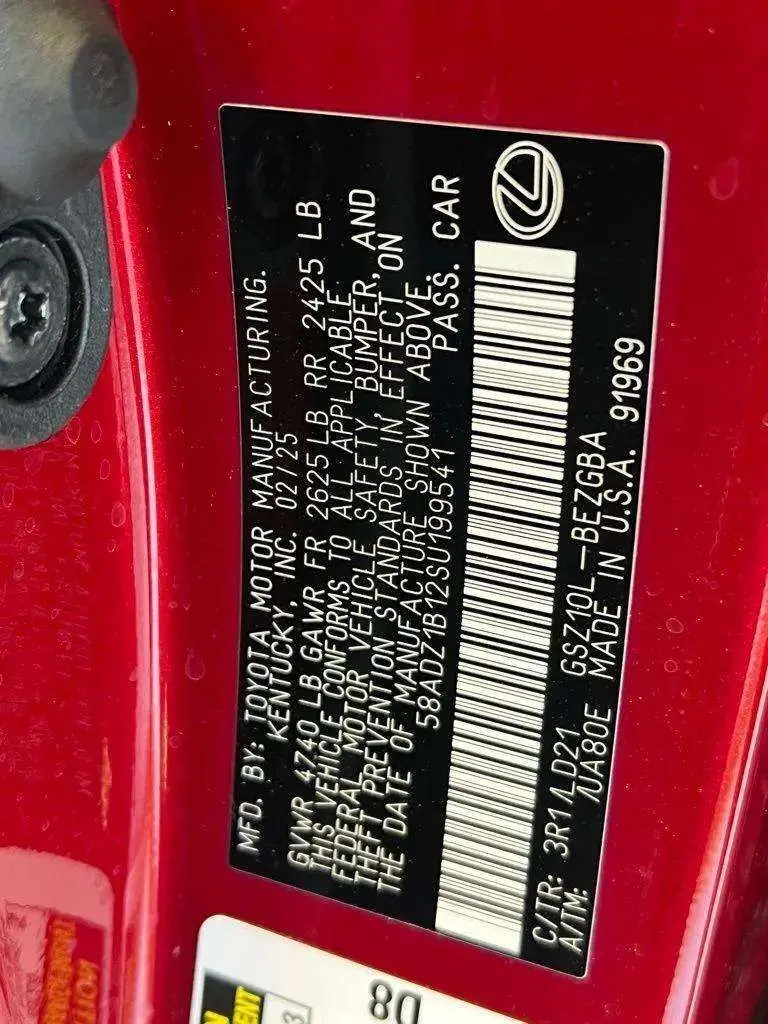 MFD. BY: TOYOTA MOTOR MANUFACTURING.
KENTUCKY, INC. 02/25
GVWR 4740 LB GAWR FR 2625 LB RR 2425 LB
THIS VEHICLE CONFORMS TO ALL APPLICABLE
FEDERAL MOTOR VEHICLE SAFETY, BUMPER, AND
THEFT PREVENTION STANDARDS IN EFFECT ON
THE DATE OF MANUFACTURE SHOWN ABOVE.
58ADZ1B12SU199541 PASS. CAR
C/TR: 3R1/LD21 GSZ10L-BEZGBA
A/TM: /UA80E MADE IN U.S.A. 91969
D8